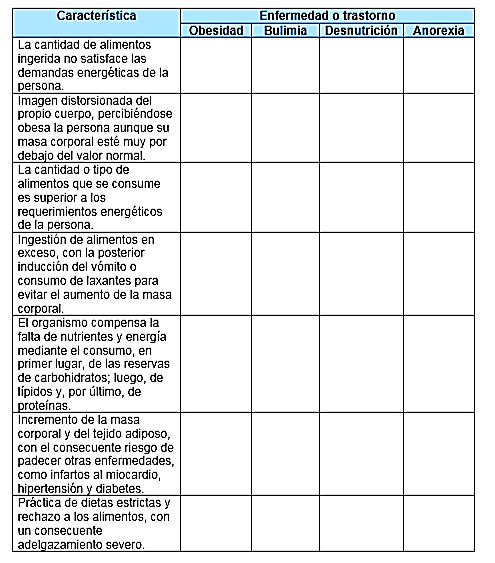 Característica
Enfermedad o trastorno
Obesidad Bulimia Desnutrición Anorexia
La cantidad de alimentos
ingerida no satisface las
demandas energéticas de la
persona.
Imagen distorsionada del
propio cuerpo, percibiéndose
obesa la persona aunque su
masa corporal esté muy por
debajo del valor normal.
La cantidad o tipo de
alimentos que se consume
es superior a los
requerimientos energéticos
de la persona.
Ingestión de alimentos en
exceso, con la posterior
inducción del vómito o
consumo de laxantes para
evitar el aumento de la masa
corporal.
El organismo compensa la
falta de nutrientes y energía
mediante el consumo, en
primer lugar, de las reservas
de carbohidratos; luego, de
lípidos y, por último, de
proteínas.
Incremento de la masa
corporal y del tejido adiposo,
con el consecuente riesgo de
padecer otras enfermedades,
como infartos al miocardio,
hipertensión y diabetes.
Práctica de dietas estrictas y
rechazo a los alimentos, con
un consecuente
adelgazamiento severo.